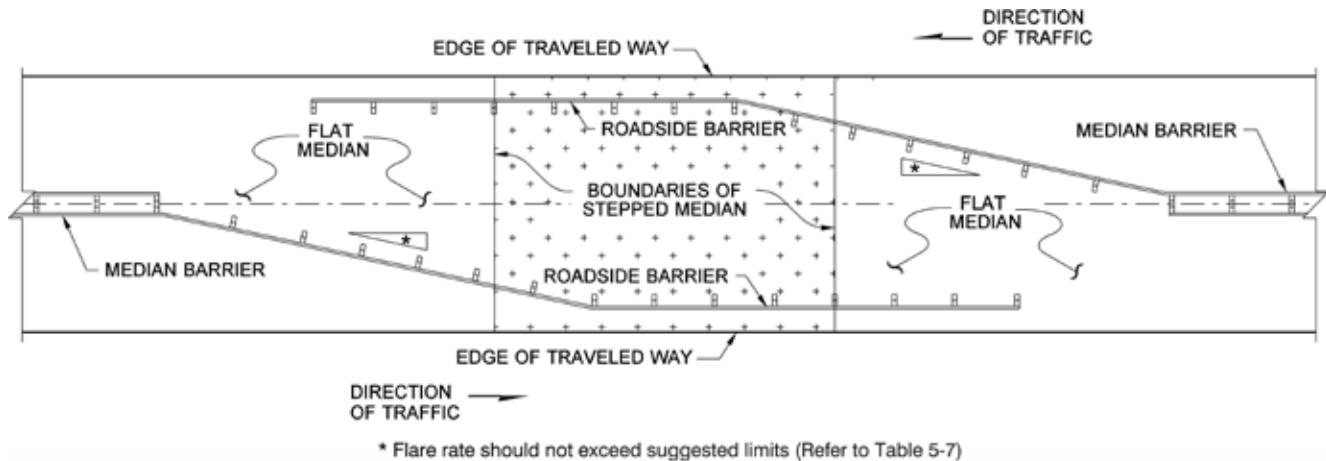 DIRECTION
OF TRAFFIC
EDGE OF TRAVELED WAY
ROADSIDE BARRIER
MEDIAN BARRIER
FLAT
MEDIAN
*
BOUNDARIES OF
STEPPED MEDIAN
FLAT
MEDIAN
*
MEDIAN BARRIER
ROADSIDE BARRIER
EDGE OF TRAVELED WAY
DIRECTION
OF TRAFFIC
* Flare rate should not exceed suggested limits (Refer to Table 5-7)